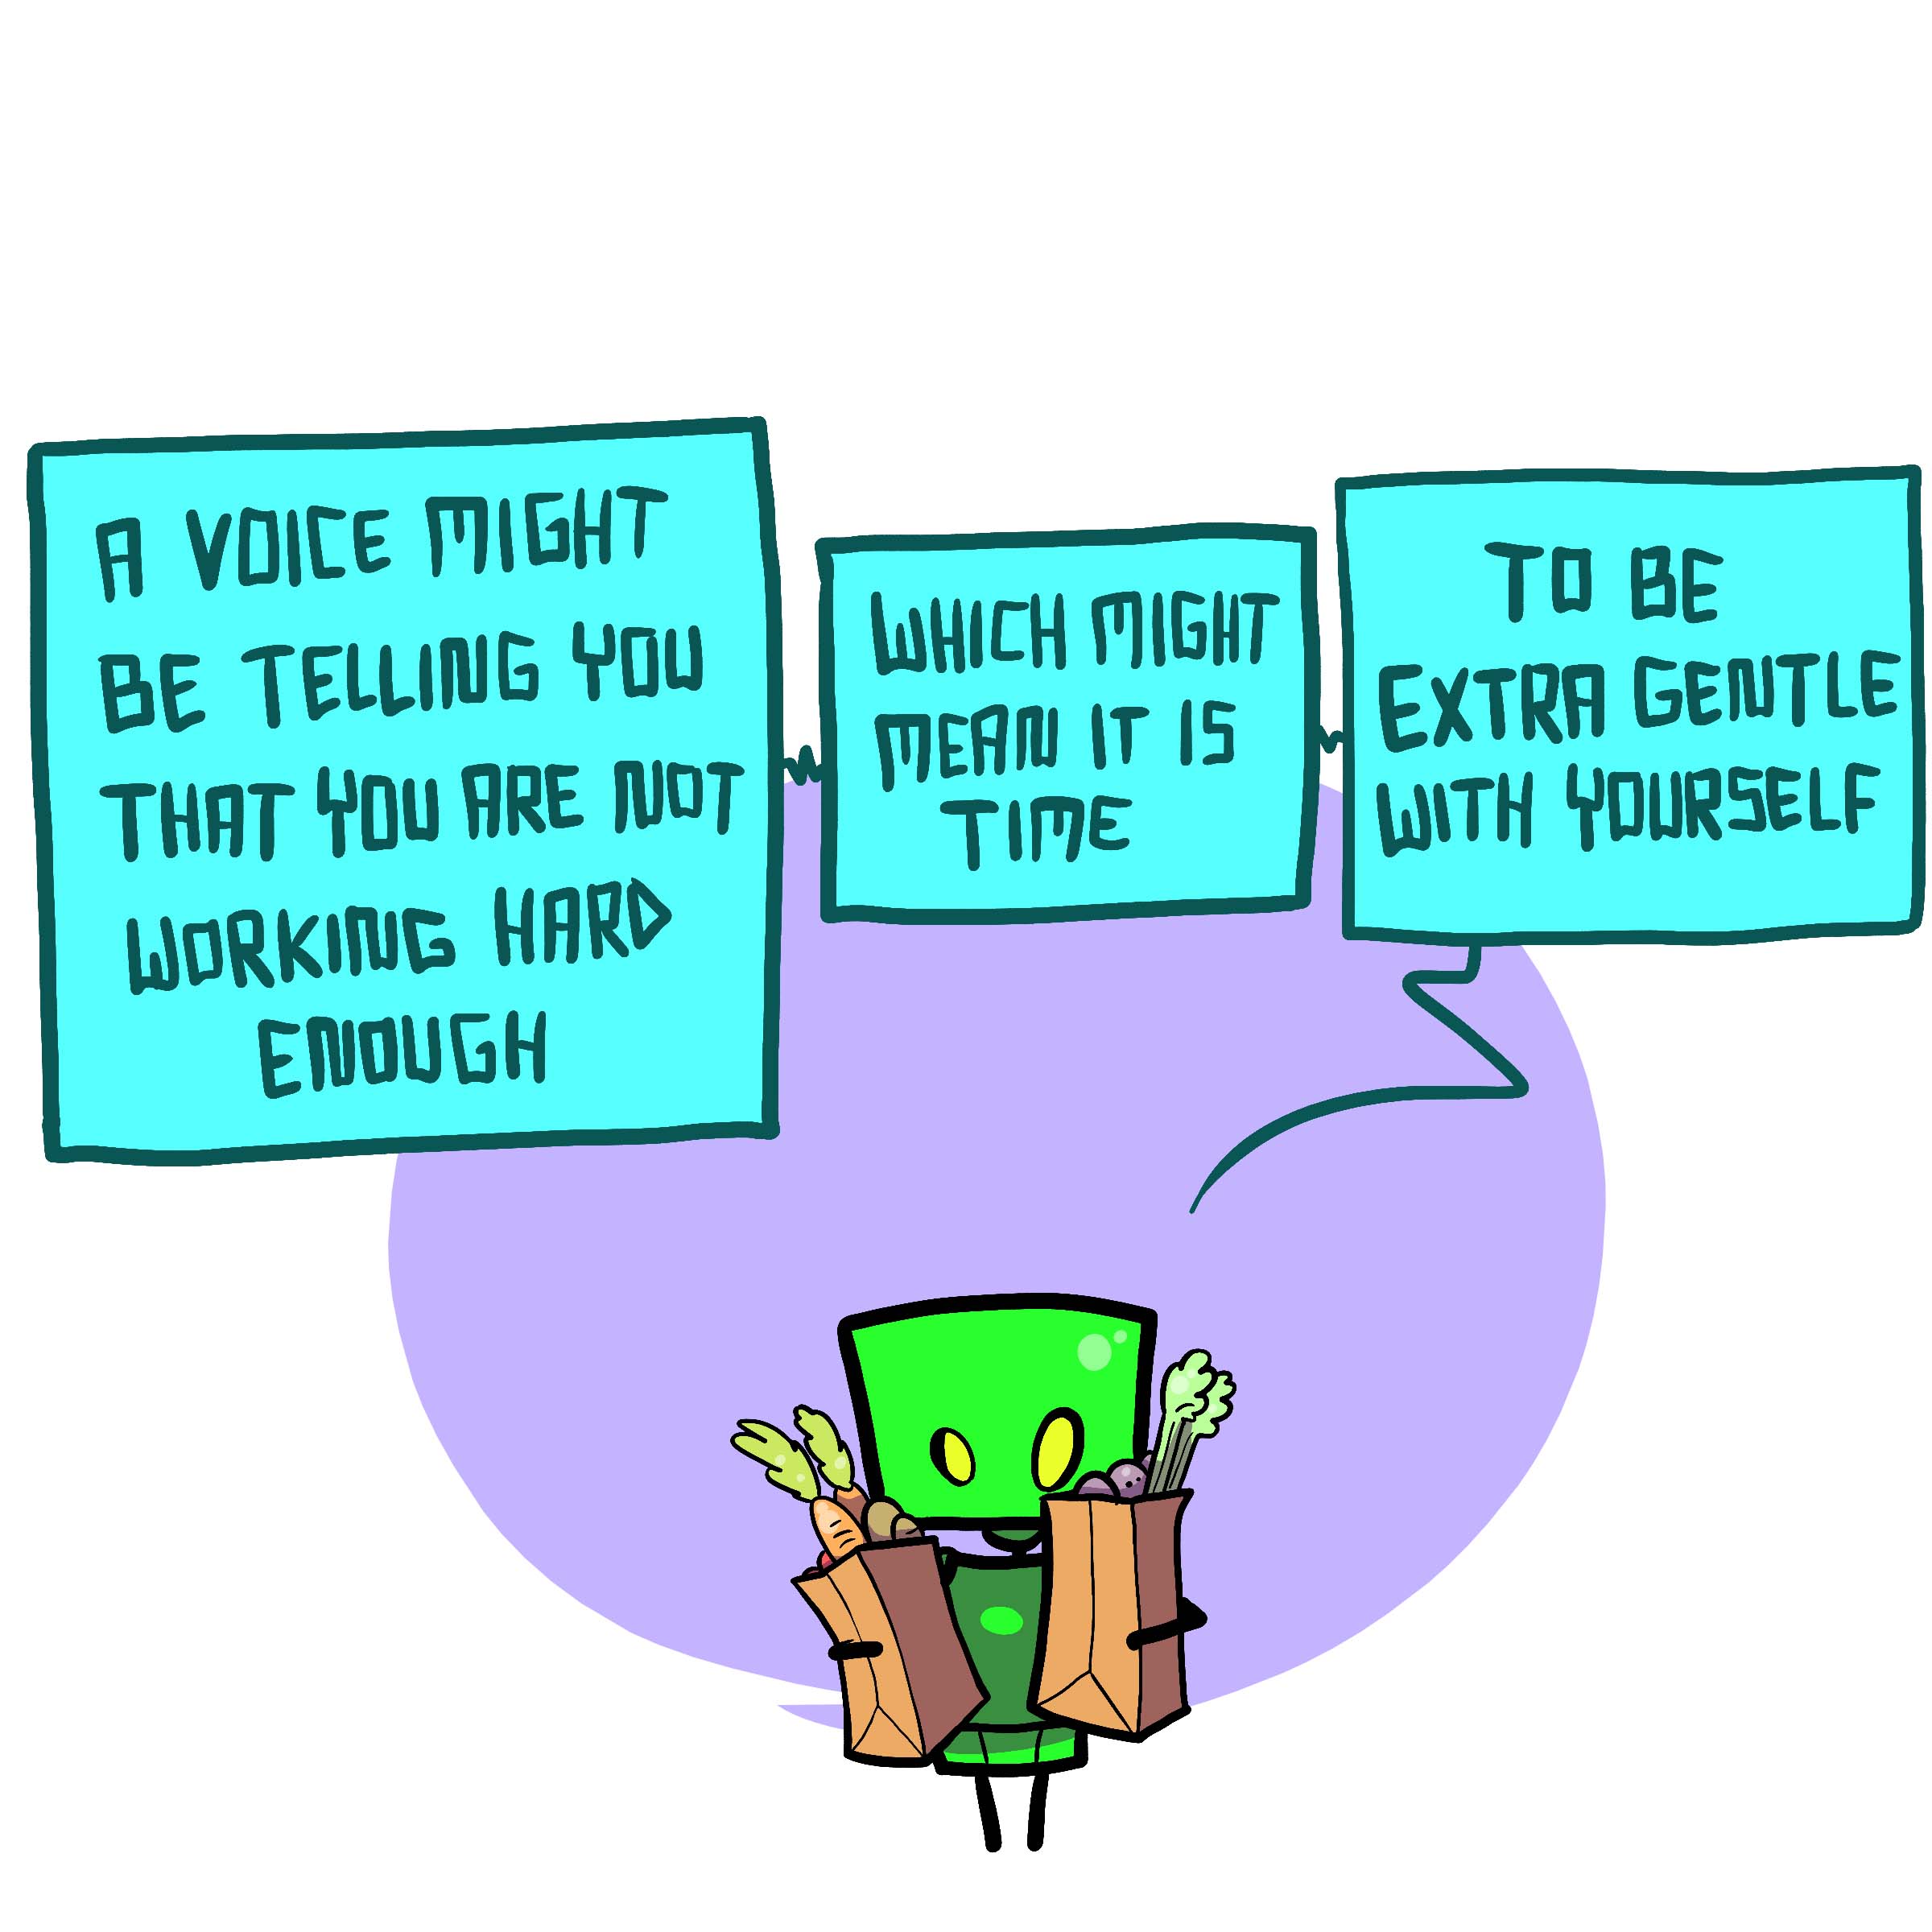 A VOICE MIGHT
BE TELLING YOU
THAT YOU ARE NOT
WORKING HARD
ENOUGH
WHICH MIGHT
MEAN IT IS
TIME
TO BE
EXTRA GENTLE
WITH YOURSELF